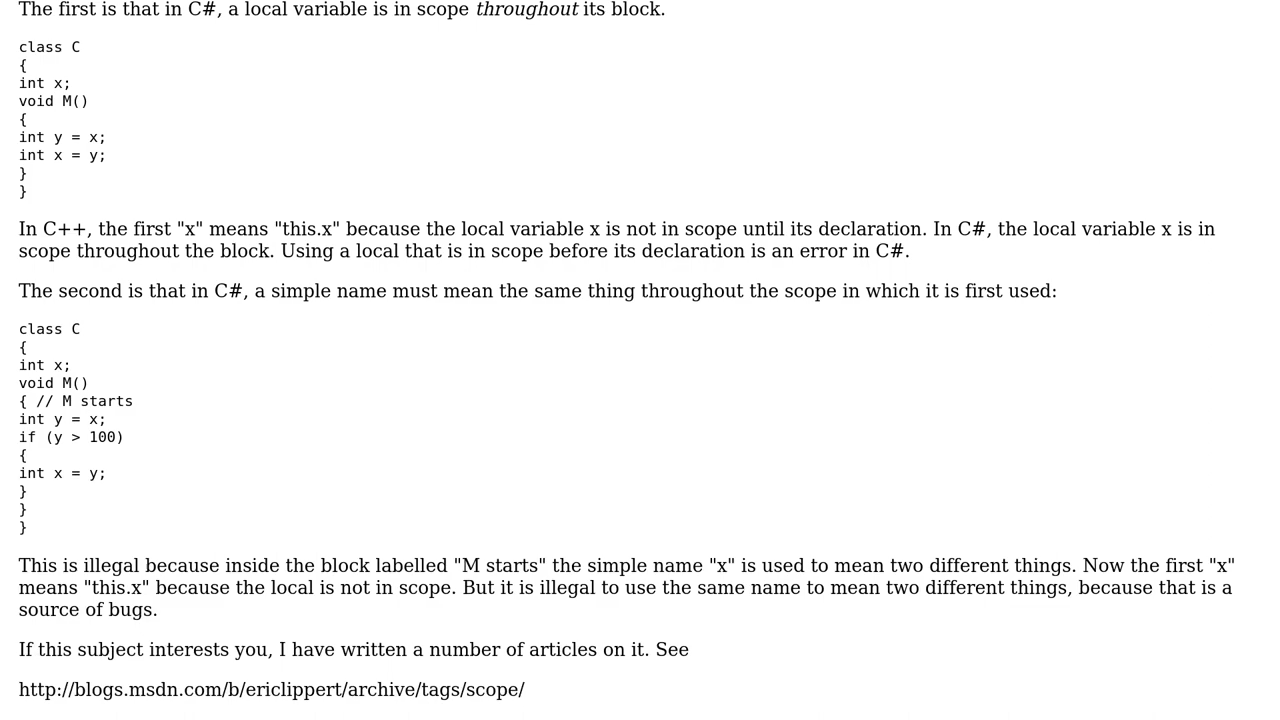 The first is that in C#, a local variable is in scope throughout its block.
class C
{
int x;
void M()
{
int y = x;
int x = y;
}
}
In C++, the first "x" means "this.x" because the local variable x is not in scope until its declaration. In C#, the local variable x is in
scope throughout the block. Using a local that is in scope before its declaration is an error in C#.
The second is that in C#, a simple name must mean the same thing throughout the scope in which it is first used:
class C
{
int x;
void M()
{ // M starts
int y = x;
if (y > 100)
{
int x = y;
}
}
}
This is illegal because inside the block labelled "M starts" the simple name "x" is used to mean two different things. Now the first "x"
means "this.x" because the local is not in scope. But it is illegal to use the same name to mean two different things, because that is a
source of bugs.
If this subject interests you, I have written a number of articles on it. See
http://blogs.msdn.com/b/ericlippert/archive/tags/scope/